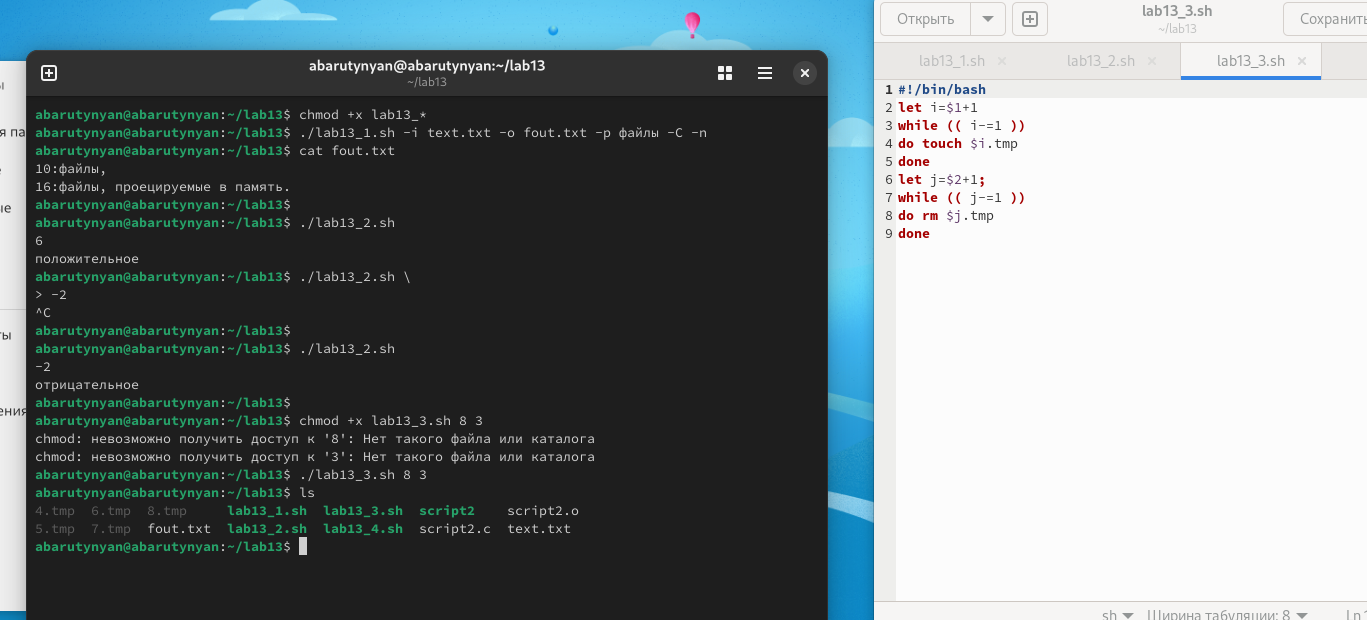 abarutynyan@abarutynyan:~/lab13
~/lab13
abarutynyan@abarutynyan:~/lab13$ chmod +x lab13_*
abarutynyan@abarutynyan:~/lab13$ ./lab13_1.sh -i text.txt -o fout.txt -p файлы -C -n
abarutynyan@abarutynyan:~/lab13$ cat fout.txt
10:файлы,
16:файлы, проецируемые в память.
abarutynyan@abarutynyan:~/lab13$
abarutynyan@abarutynyan:~/lab13$ ./lab13_2.sh
6
положительное
abarutynyan@abarutynyan:~/lab13$ ./lab13_2.sh \
> -2
^C
abarutynyan@abarutynyan:~/lab13$
abarutynyan@abarutynyan:~/lab13$ ./lab13_2.sh
-2
отрицательное
abarutynyan@abarutynyan:~/lab13$
abarutynyan@abarutynyan:~/lab13$ chmod +x lab13_3.sh 8 3
chmod: невозможно получить доступ к '8': Нет такого файла или каталога
chmod: невозможно получить доступ к '3': Нет такого файла или каталога
abarutynyan@abarutynyan:~/lab13$ ./lab13_3.sh 8 3
abarutynyan@abarutynyan:~/lab13$ ls
4.tmp 6.tmp 8.tmp lab13_1.sh lab13_3.sh script2 script2.o
5.tmp 7.tmp fout.txt lab13_2.sh lab13_4.sh script2.c text.txt
abarutynyan@abarutynyan:~/lab13$
Открыть
lab13_3.sh
~/lab13
Сохранить
lab13_1.sh × lab13_2.sh × lab13_3.sh ×
1 #!/bin/bash
2 let i=$1+1
3 while (( i-=1 ))
4 do touch $i.tmp
5 done
6 let j=$2+1;
7 while (( j-=1 ))
8 do rm $j.tmp
9 done
sh Ширина табуляции: 8 Ln